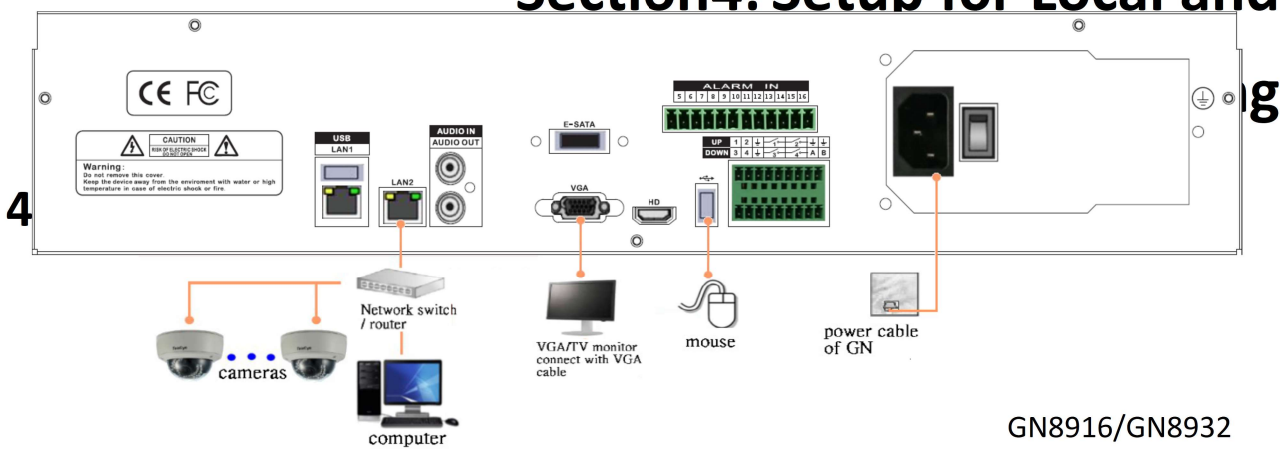 Section4: Setup for Local and
ng
4
CE FC
CAUTION
RISK OF ELECTRIC SHOCK
DO NOT OPEN
Warning:
Do not remove this cover.
Keep the device away from the enviroment with water or high
temperature in case of electric shock or fire.
USB
LAN1
LAN2
AUDIO IN
AUDIO OUT
E-SATA
VGA
HD
ALARM IN
5 6 7 8 9 10 11 12 13 14 15 16
UP 1 2 1 2
DOWN 3 4 3 4 A B
Network switch
/ router
cameras
computer
VGA/TV monitor
connect with VGA
cable
mouse
power cable
of GN
GN8916/GN8932